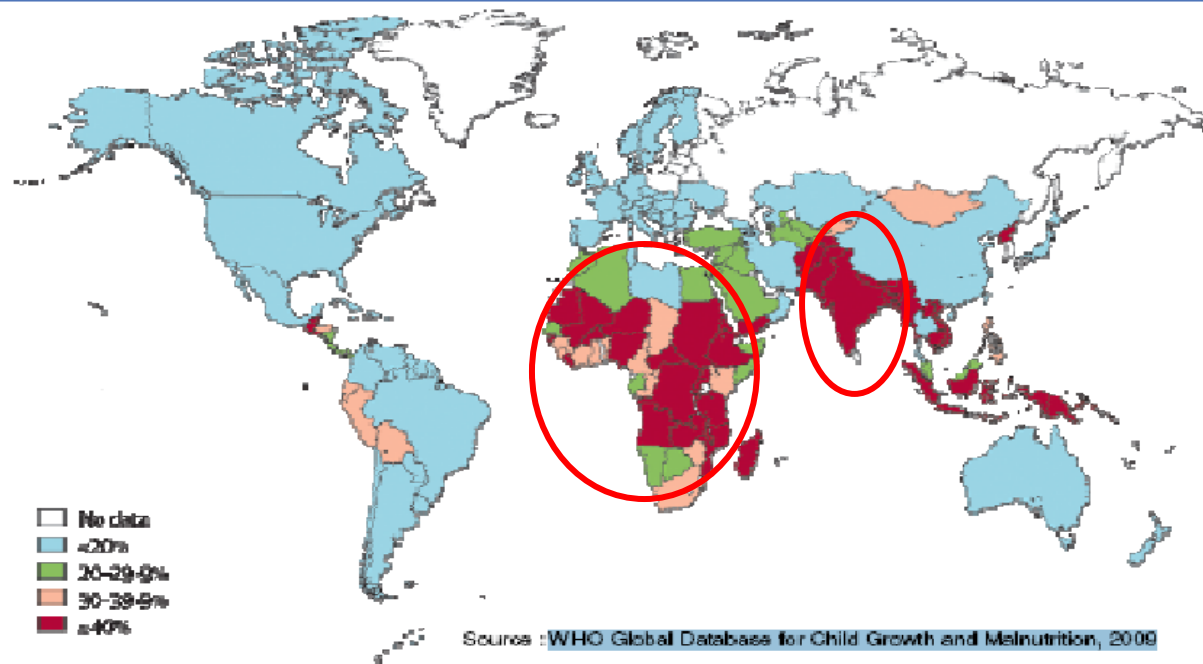 No data
<20%
20-29·9%
30-39·9%
≥40%
Source : WHO Global Database for Child Growth and Malnutrition, 2009